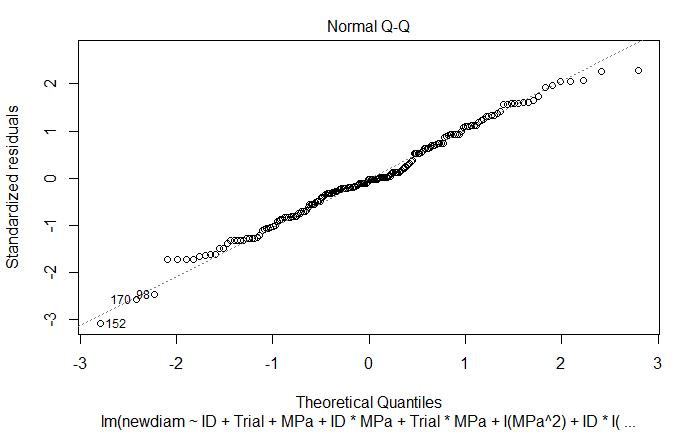 Normal Q-Q
Standardized residuals
2
1
0
-1
-2
-3
170
98
152
-3 -2 -1 0 1 2 3
Theoretical Quantiles
lm(newdiam ~ ID + Trial + MPa + ID * MPa + Trial * MPa + I(MPa^2) + ID * I( ...